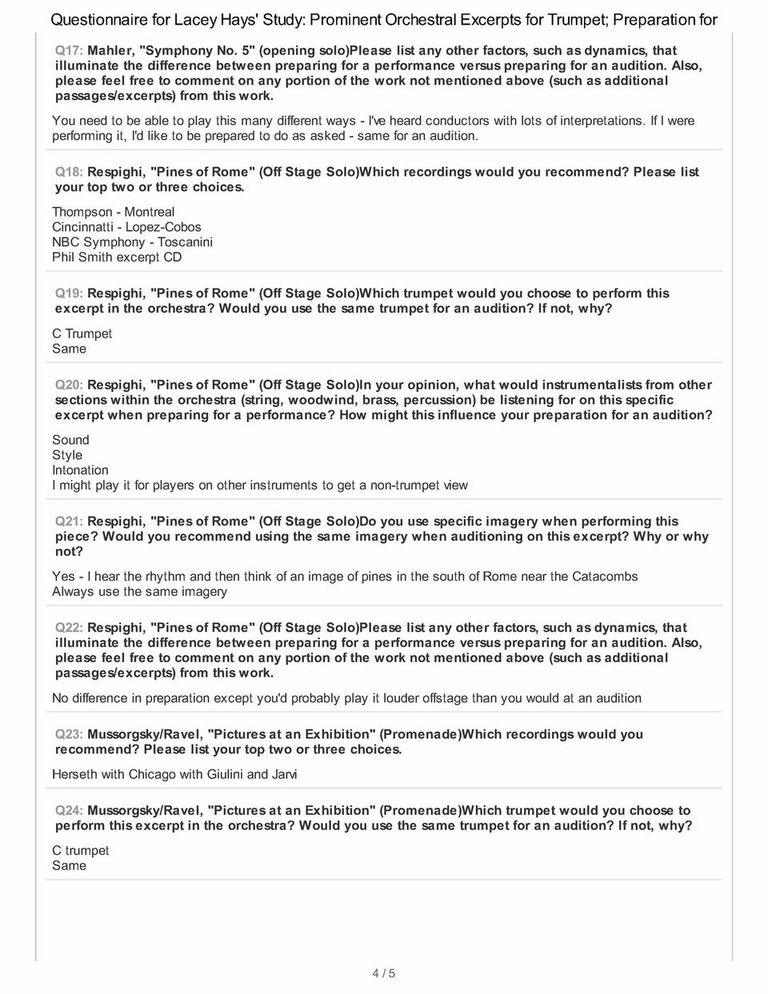 Questionnaire for Lacey Hays' Study: Prominent Orchestral Excerpts for Trumpet; Preparation for
Q17: Mahler, "Symphony No. 5" (opening solo)Please list any other factors, such as dynamics, that
illuminate the difference between preparing for a performance versus preparing for an audition. Also,
please feel free to comment on any portion of the work not mentioned above (such as additional
passages/excerpts) from this work.
You need to be able to play this many different ways - I've heard conductors with lots of interpretations. If I were
performing it, I'd like to be prepared to do as asked - same for an audition.
Q18: Respighi, "Pines of Rome" (Off Stage Solo)Which recordings would you recommend? Please list
your top two or three choices.
Thompson - Montreal
Cincinnatti - Lopez-Cobos
NBC Symphony - Toscanini
Phil Smith excerpt CD
Q19: Respighi, "Pines of Rome" (Off Stage Solo)Which trumpet would you choose to perform this
excerpt in the orchestra? Would you use the same trumpet for an audition? If not, why?
C Trumpet
Same
Q20: Respighi, "Pines of Rome" (Off Stage Solo)In your opinion, what would instrumentalists from other
sections within the orchestra (string, woodwind, brass, percussion) be listening for on this specific
excerpt when preparing for a performance? How might this influence your preparation for an audition?
Sound
Style
Intonation
I might play it for players on other instruments to get a non-trumpet view
Q21: Respighi, "Pines of Rome" (Off Stage Solo)Do you use specific imagery when performing this
piece? Would you recommend using the same imagery when auditioning on this excerpt? Why or why
not?
Yes - I hear the rhythm and then think of an image of pines in the south of Rome near the Catacombs
Always use the same imagery
Q22: Respighi, "Pines of Rome" (Off Stage Solo)Please list any other factors, such as dynamics, that
illuminate the difference between preparing for a performance versus preparing for an audition. Also,
please feel free to comment on any portion of the work not mentioned above (such as additional
passages/excerpts) from this work.
No difference in preparation except you'd probably play it louder offstage than you would at an audition
Q23: Mussorgsky/Ravel, "Pictures at an Exhibition" (Promenade)Which recordings would you
recommend? Please list your top two or three choices.
Herseth with Chicago with Giulini and Jarvi
Q24: Mussorgsky/Ravel, "Pictures at an Exhibition" (Promenade)Which trumpet would you choose to
perform this excerpt in the orchestra? Would you use the same trumpet for an audition? If not, why?
C trumpet
Same
4 / 5